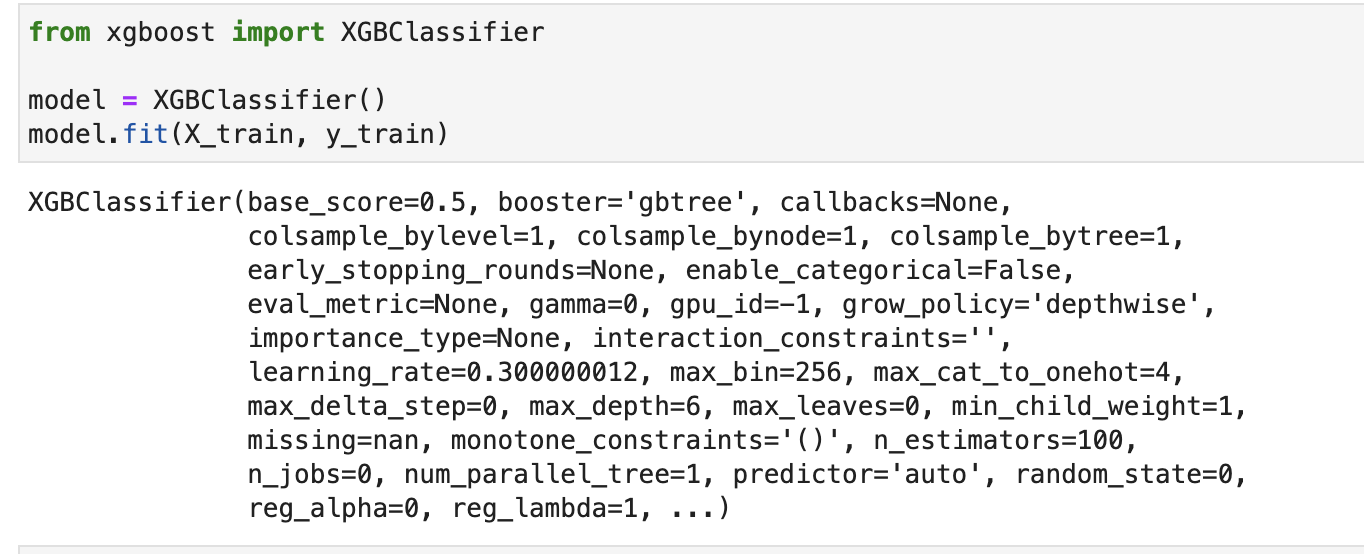 from xgboost import XGBClassifier
model = XGBClassifier()
model.fit(X_train, y_train)
XGBClassifier(base_score=0.5, booster='gbtree', callbacks=None,
colsample_bylevel=1, colsample_bynode=1, colsample_bytree=1,
early_stopping_rounds=None, enable_categorical=False,
eval_metric=None, gamma=0, gpu_id=-1, grow_policy='depthwise',
importance_type=None, interaction_constraints='',
learning_rate=0.300000012, max_bin=256, max_cat_to_onehot=4,
max_delta_step=0, max_depth=6, max_leaves=0, min_child_weight=1,
missing=nan, monotone_constraints='()', n_estimators=100,
n_jobs=0, num_parallel_tree=1, predictor='auto', random_state=0,
reg_alpha=0, reg_lambda=1, ...)